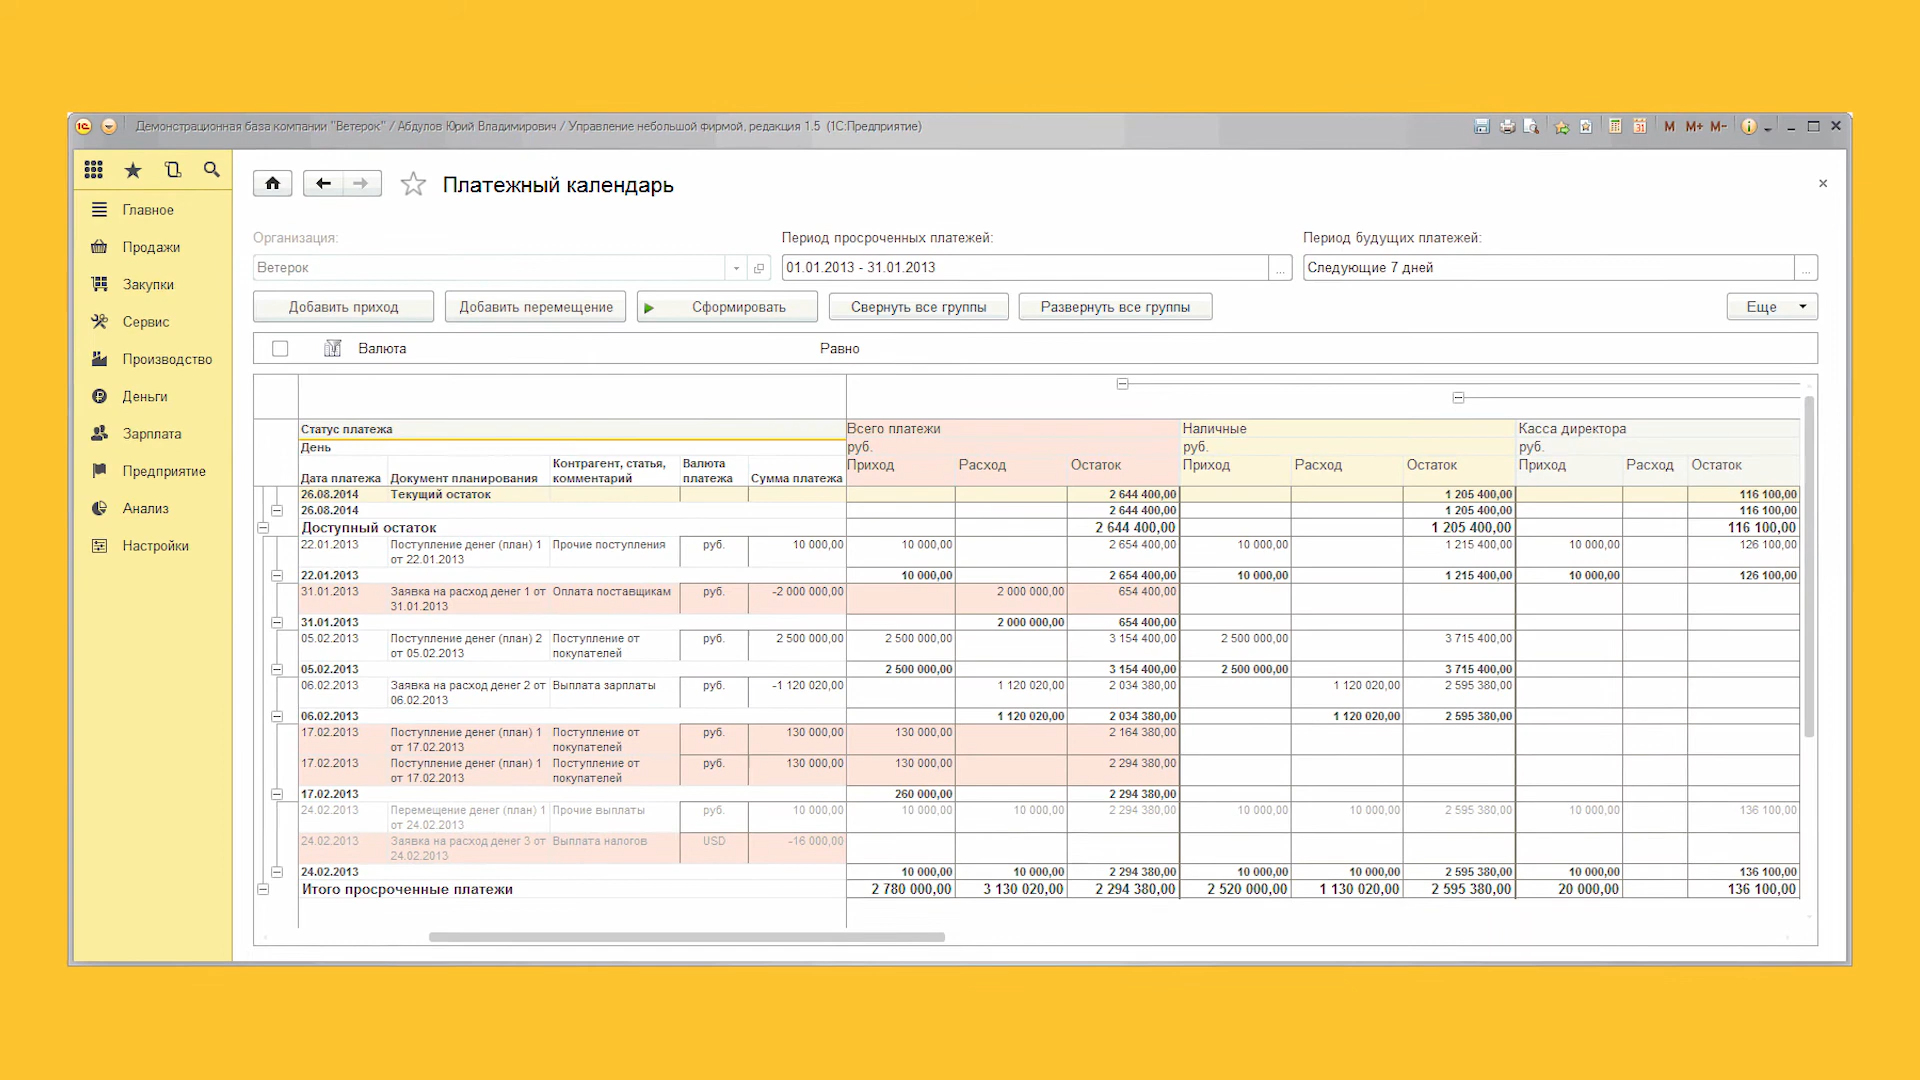 Демонстрационная база компании "Ветерок" / Абдулов Юрий Владимирович / Управление небольшой фирмой, редакция 1.5 (1С:Предприятие)
M M+ M-
Главное
Продажи
Закупки
Сервис
Производство
Деньги
Зарплата
Предприятие
Анализ
Настройки
Платежный календарь
Организация: Период просроченных платежей: Период будущих платежей:
Ветерок 01.01.2013 - 31.01.2013 ... Следующие 7 дней ...
Добавить приход Добавить перемещение Сформировать Свернуть все группы Развернуть все группы Еще
Валюта Равно
Статус платежа Всего платежи Наличные Касса директора
День руб. руб. руб.
Дата платежа Документ планирования Контрагент, статья, комментарий Валюта платежа Сумма платежа Приход Расход Остаток Приход Расход Остаток Приход Расход Остаток
26.08.2014 Текущий остаток 2 644 400,00 1 205 400,00 116 100,00
26.08.2014 2 644 400,00 1 205 400,00 116 100,00
Доступный остаток 2 644 400,00 1 205 400,00 116 100,00
22.01.2013 Поступление денег (план) 1 от 22.01.2013 Прочие поступления руб. 10 000,00 10 000,00 2 654 400,00 10 000,00 1 215 400,00 10 000,00 126 100,00
22.01.2013 10 000,00 2 654 400,00 10 000,00 1 215 400,00 10 000,00 126 100,00
31.01.2013 Заявка на расход денег 1 от 31.01.2013 Оплата поставщикам руб. -2 000 000,00 2 000 000,00 654 400,00
31.01.2013 2 000 000,00 654 400,00
05.02.2013 Поступление денег (план) 2 от 05.02.2013 Поступление от покупателей руб. 2 500 000,00 2 500 000,00 3 154 400,00 2 500 000,00 3 715 400,00
05.02.2013 2 500 000,00 3 154 400,00 2 500 000,00 3 715 400,00
06.02.2013 Заявка на расход денег 2 от 06.02.2013 Выплата зарплаты руб. -1 120 020,00 1 120 020,00 2 034 380,00 1 120 020,00 2 595 380,00
06.02.2013 1 120 020,00 2 034 380,00 1 120 020,00 2 595 380,00
17.02.2013 Поступление денег (план) 1 от 17.02.2013 Поступление от покупателей руб. 130 000,00 130 000,00 2 164 380,00
17.02.2013 Поступление денег (план) 1 от 17.02.2013 Поступление от покупателей руб. 130 000,00 130 000,00 2 294 380,00
17.02.2013 260 000,00 2 294 380,00
24.02.2013 Перемещение денег (план) 1 от 24.02.2013 Прочие выплаты руб. 10 000,00 10 000,00 10 000,00 2 294 380,00 10 000,00 10 000,00 2 595 380,00 10 000,00 136 100,00
24.02.2013 Заявка на расход денег 3 от 24.02.2013 Выплата налогов USD -16 000,00
24.02.2013 10 000,00 10 000,00 2 294 380,00 10 000,00 10 000,00 2 595 380,00 10 000,00 136 100,00
Итого просроченные платежи 2 780 000,00 3 130 020,00 2 294 380,00 2 520 000,00 1 130 020,00 2 595 380,00 20 000,00 136 100,00